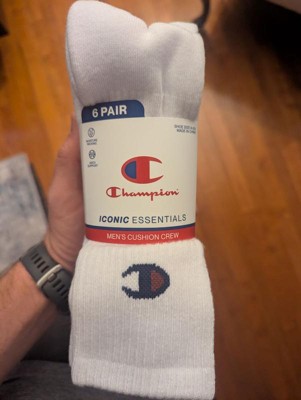 6 PAIR
Champion
ICONIC ESSENTIALS
MEN'S CUSHION CREW